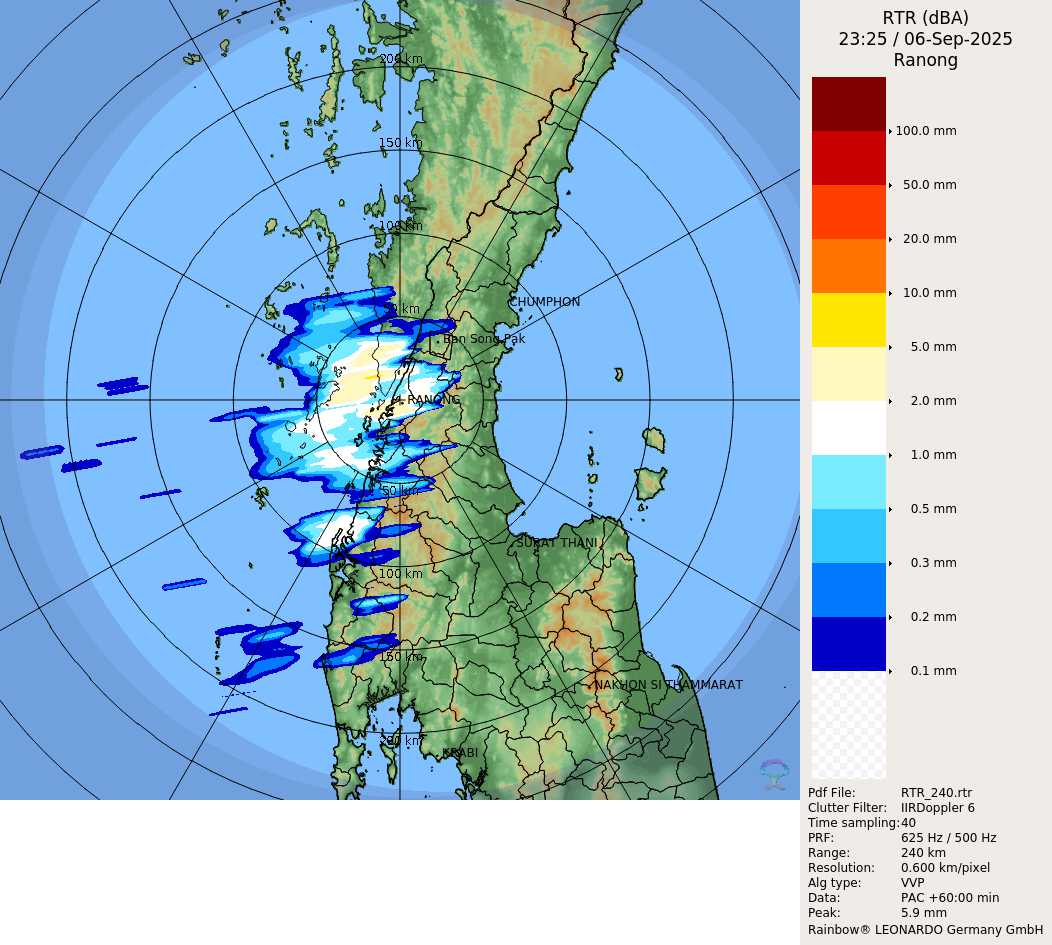 RTR (dBA)
23:25 / 06-Sep-2025
Ranong
200 km
150 km
100 km
50 km
CHUMPHON
Ban Song Pak
RANONG
50 km
SURAT THANI
100 km
150 km
NAKHON SI THAMMARAT
200 km
KRABI
100.0 mm
50.0 mm
20.0 mm
10.0 mm
5.0 mm
2.0 mm
1.0 mm
0.5 mm
0.3 mm
0.2 mm
0.1 mm
Pdf File: RTR_240.rtr
Clutter Filter: IIRDoppler 6
Time sampling:40
PRF: 625 Hz / 500 Hz
Range: 240 km
Resolution: 0.600 km/pixel
Alg type: VVP
Data: PAC +60:00 min
Peak: 5.9 mm
Rainbow® LEONARDO Germany GmbH